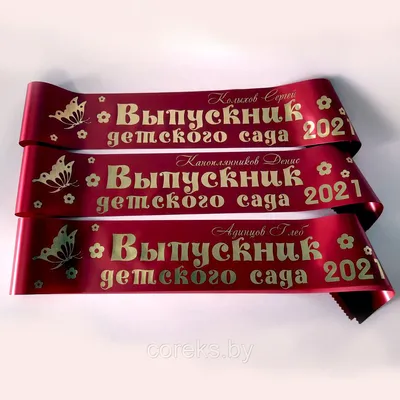 Колыхов Сергей
Выпускник
детского сада 2021
Каноплянников Денис
Выпускник
детского сада 2021
Адинцов Глеб
Выпускник
детского сада 2021
coreks.by